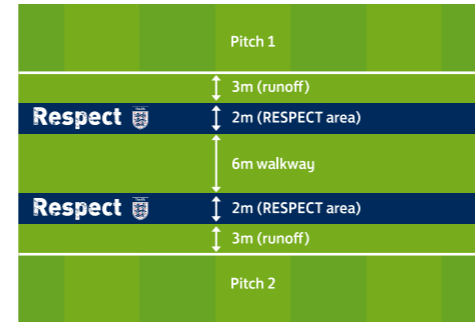 Pitch 1
3m (runoff)
Respect
2m (RESPECT area)
6m walkway
Respect
2m (RESPECT area)
3m (runoff)
Pitch 2